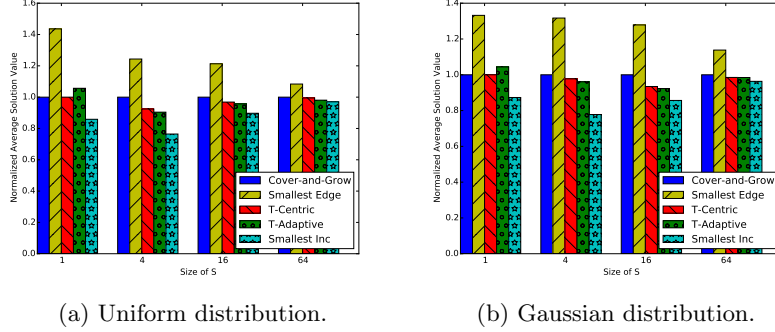 Normalized Average Solution Value
1.6
1.4
1.2
1.0
0.8
0.6
0.4
0.2
0.0
1
4
16
64
Size of S
Cover-and-Grow
Smallest Edge
T-Centric
T-Adaptive
Smallest Inc
(a) Uniform distribution.
Normalized Average Solution Value
1.4
1.2
1.0
0.8
0.6
0.4
0.2
0.0
1
4
16
64
Size of S
Cover-and-Grow
Smallest Edge
T-Centric
T-Adaptive
Smallest Inc
(b) Gaussian distribution.